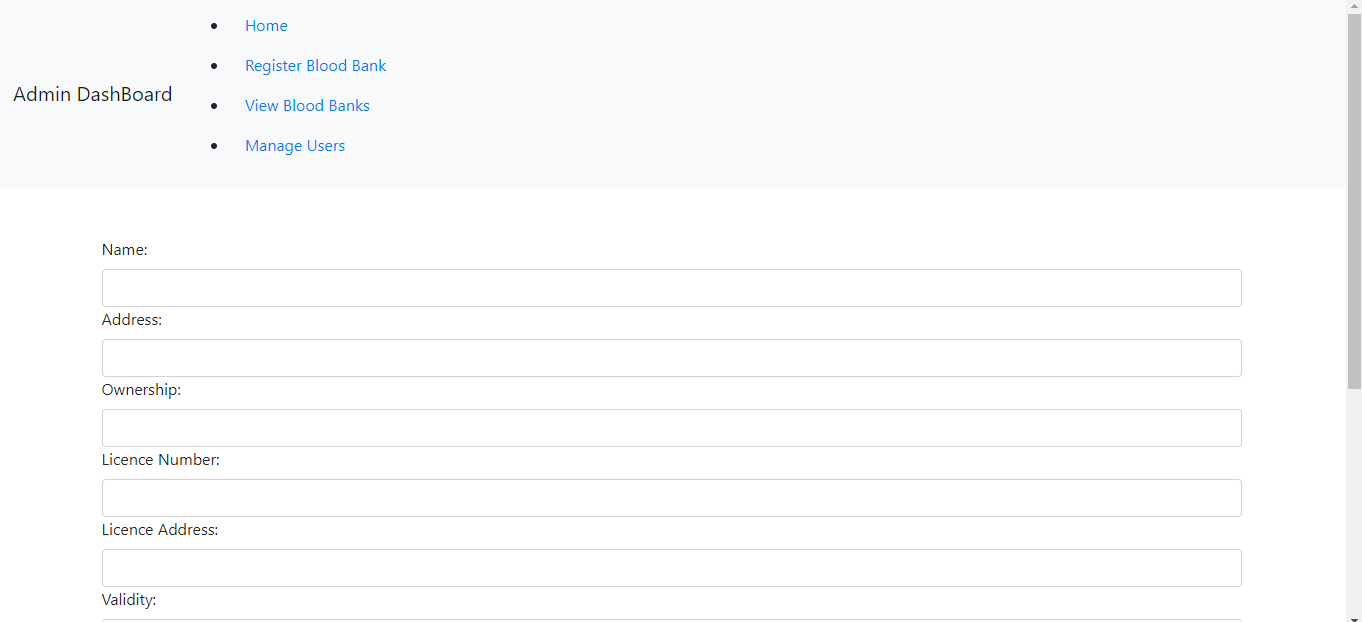 Home
Register Blood Bank
Admin DashBoard
View Blood Banks
Manage Users
Name:
Address:
Ownership:
Licence Number:
Licence Address:
Validity: